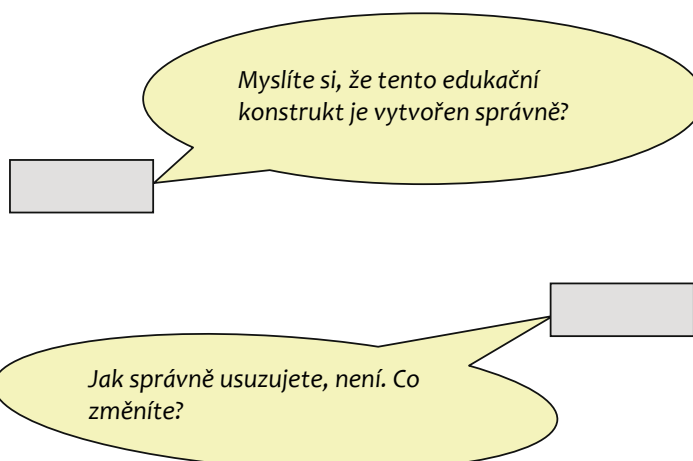 Myslíte si, že tento edukační
konstrukt je vytvořen správně?
Jak správně usuzujete, není. Co
změníte?